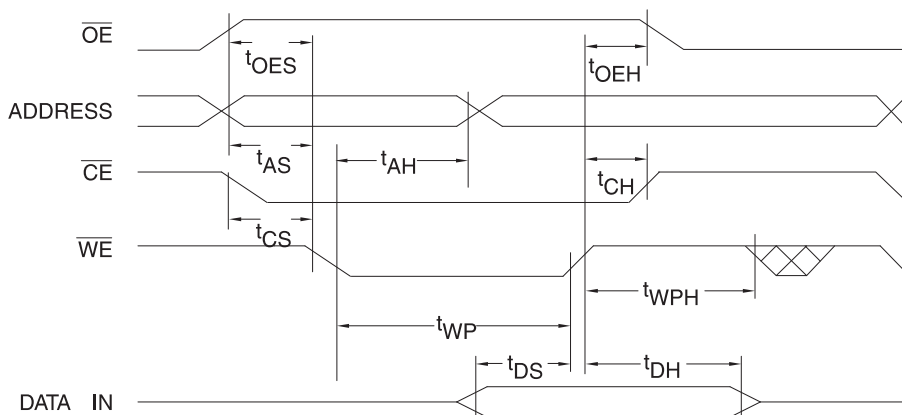 OE
tOES
tOEH
ADDRESS
tAS
tAH
CE
tCH
tCS
WE
tWPH
tWP
tDS
tDH
DATA IN